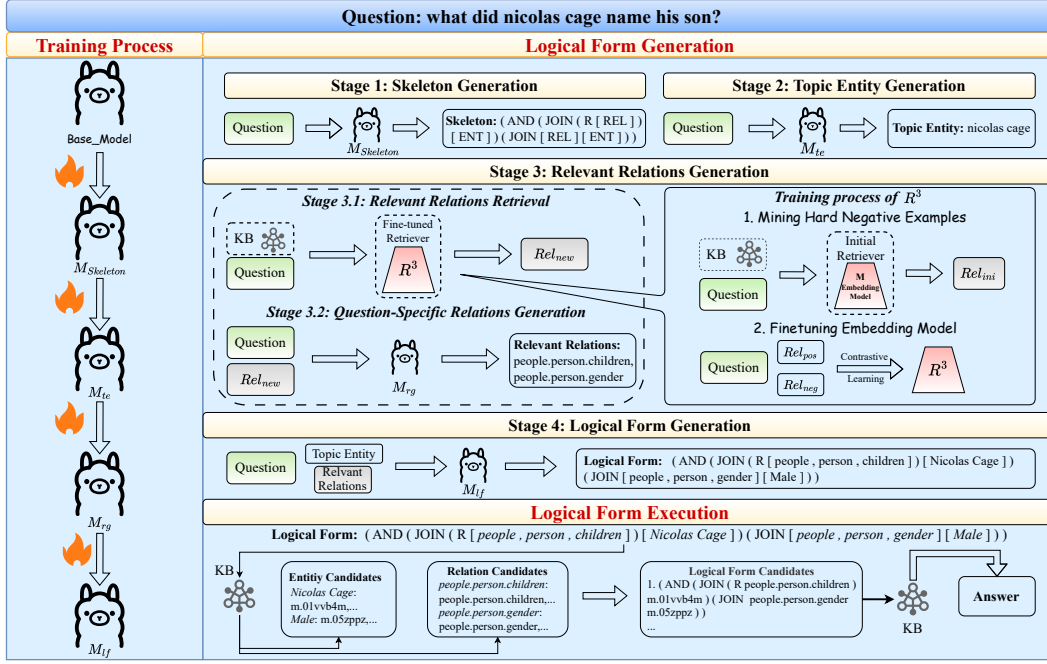 Question: what did nicolas cage name his son?
Training Process
Logical Form Generation
Base_Model
M_Skeleton
M_te
M_rg
M_lf
Stage 1: Skeleton Generation
Question
M_Skeleton
Skeleton: ( AND ( JOIN ( R [ REL ] )
[ ENT ] ) ( JOIN [ REL ] [ ENT ] ) )
Stage 2: Topic Entity Generation
Question
M_te
Topic Entity: nicolas cage
Stage 3: Relevant Relations Generation
Stage 3.1: Relevant Relations Retrieval
KB
Question
Fine-tuned
Retriever
R^3
Rel_new
Stage 3.2: Question-Specific Relations Generation
Question
Rel_new
M_rg
Relevant Relations:
people.person.children,
people.person.gender
Training process of R^3
1. Mining Hard Negative Examples
KB
Question
Initial
Retriever
M
Embedding
Model
Rel_ini
2. Finetuning Embedding Model
Question
Rel_pos
Rel_neg
Contrastive
Learning
R^3
Stage 4: Logical Form Generation
Question
Topic Entity
Relvant
Relations
M_lf
Logical Form: ( AND ( JOIN ( R [ people , person , children ] ) [ Nicolas Cage ] )
( JOIN [ people , person , gender ] [ Male ] ) )
Logical Form Execution
Logical Form: ( AND ( JOIN ( R [ people , person , children ] ) [ Nicolas Cage ] ) ( JOIN [ people , person , gender ] [ Male ] ) )
KB
Entitiy Candidates
Nicolas Cage:
m.01vvb4m,...
Male: m.05zppz,...
Relation Candidates
people.person.children:
people.person.children,...
people.person.gender:
people.person.gender,...
Logical Form Candidates
1. ( AND ( JOIN ( R people.person.children )
m.01vvb4m ) ( JOIN people.person.gender
m.05zppz ) )
...
KB
Answer